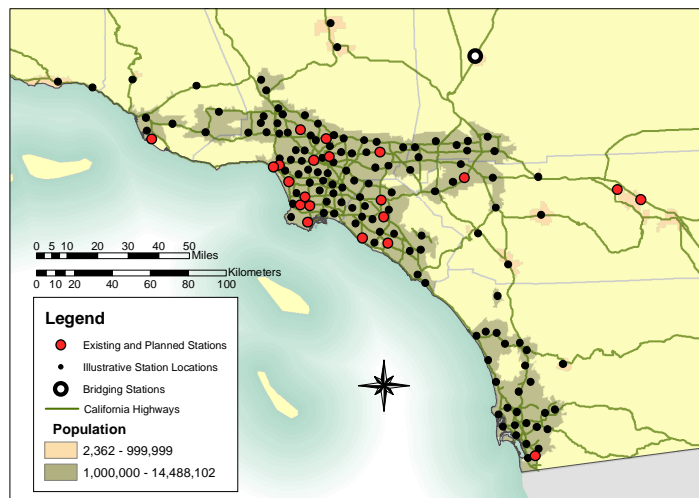 0 5 10 20 30 40 50
Miles
0 10 20 40 60 80 100
Kilometers
Legend
Existing and Planned Stations
Illustrative Station Locations
Bridging Stations
California Highways
Population
2,362 - 999,999
1,000,000 - 14,488,102